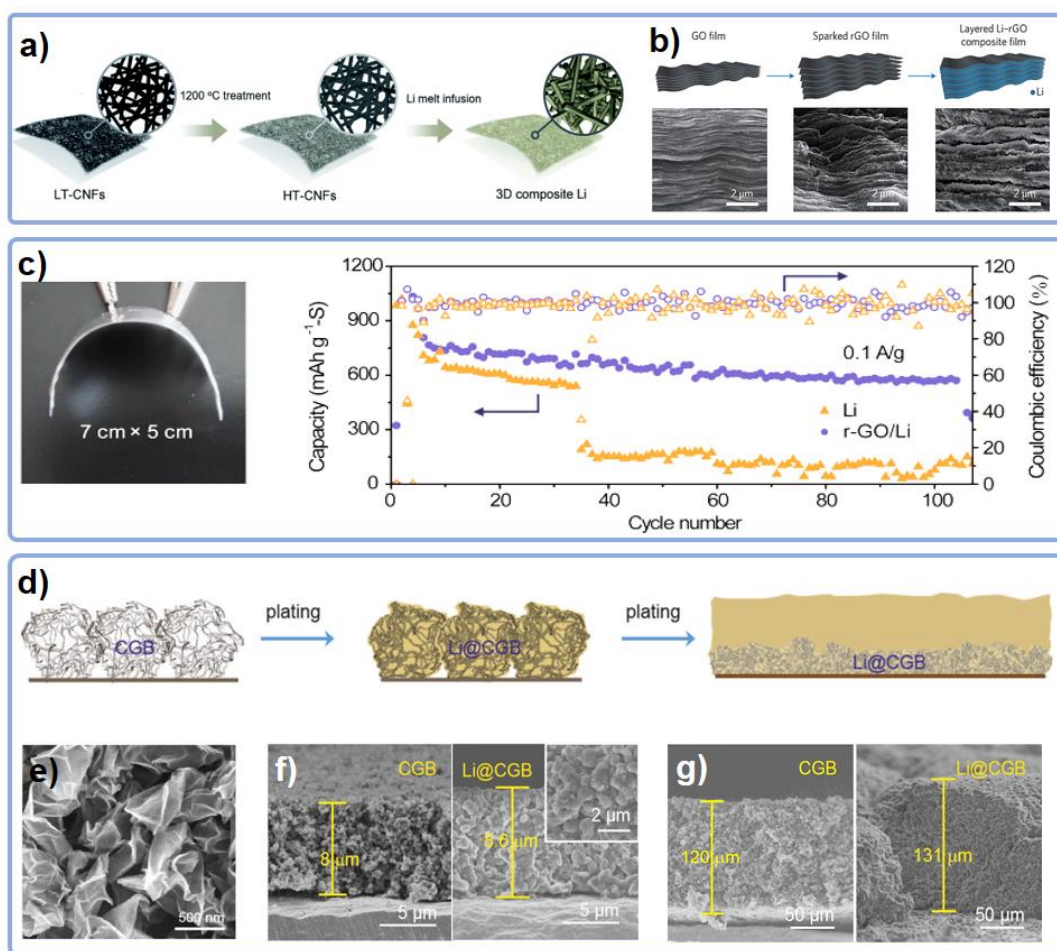 a)
1200 °C treatment
Li melt infusion
LT-CNFs
HT-CNFs
3D composite Li
b)
GO film
Sparked rGO film
Layered Li–rGO
composite film
Li
2 μm
2 μm
2 μm
c)
7 cm × 5 cm
Capacity (mAh g⁻¹-S)
1200
900
600
300
0
0
20
40
60
80
100
Cycle number
120
100
80
60
40
20
0
Coulombic efficiency (%)
0.1 A/g
Li
r-GO/Li
d)
CGB
plating
Li@CGB
plating
Li@CGB
e)
500 nm
f)
CGB
8 μm
5 μm
Li@CGB
8.6 μm
2 μm
5 μm
g)
CGB
120 μm
50 μm
Li@CGB
131 μm
50 μm